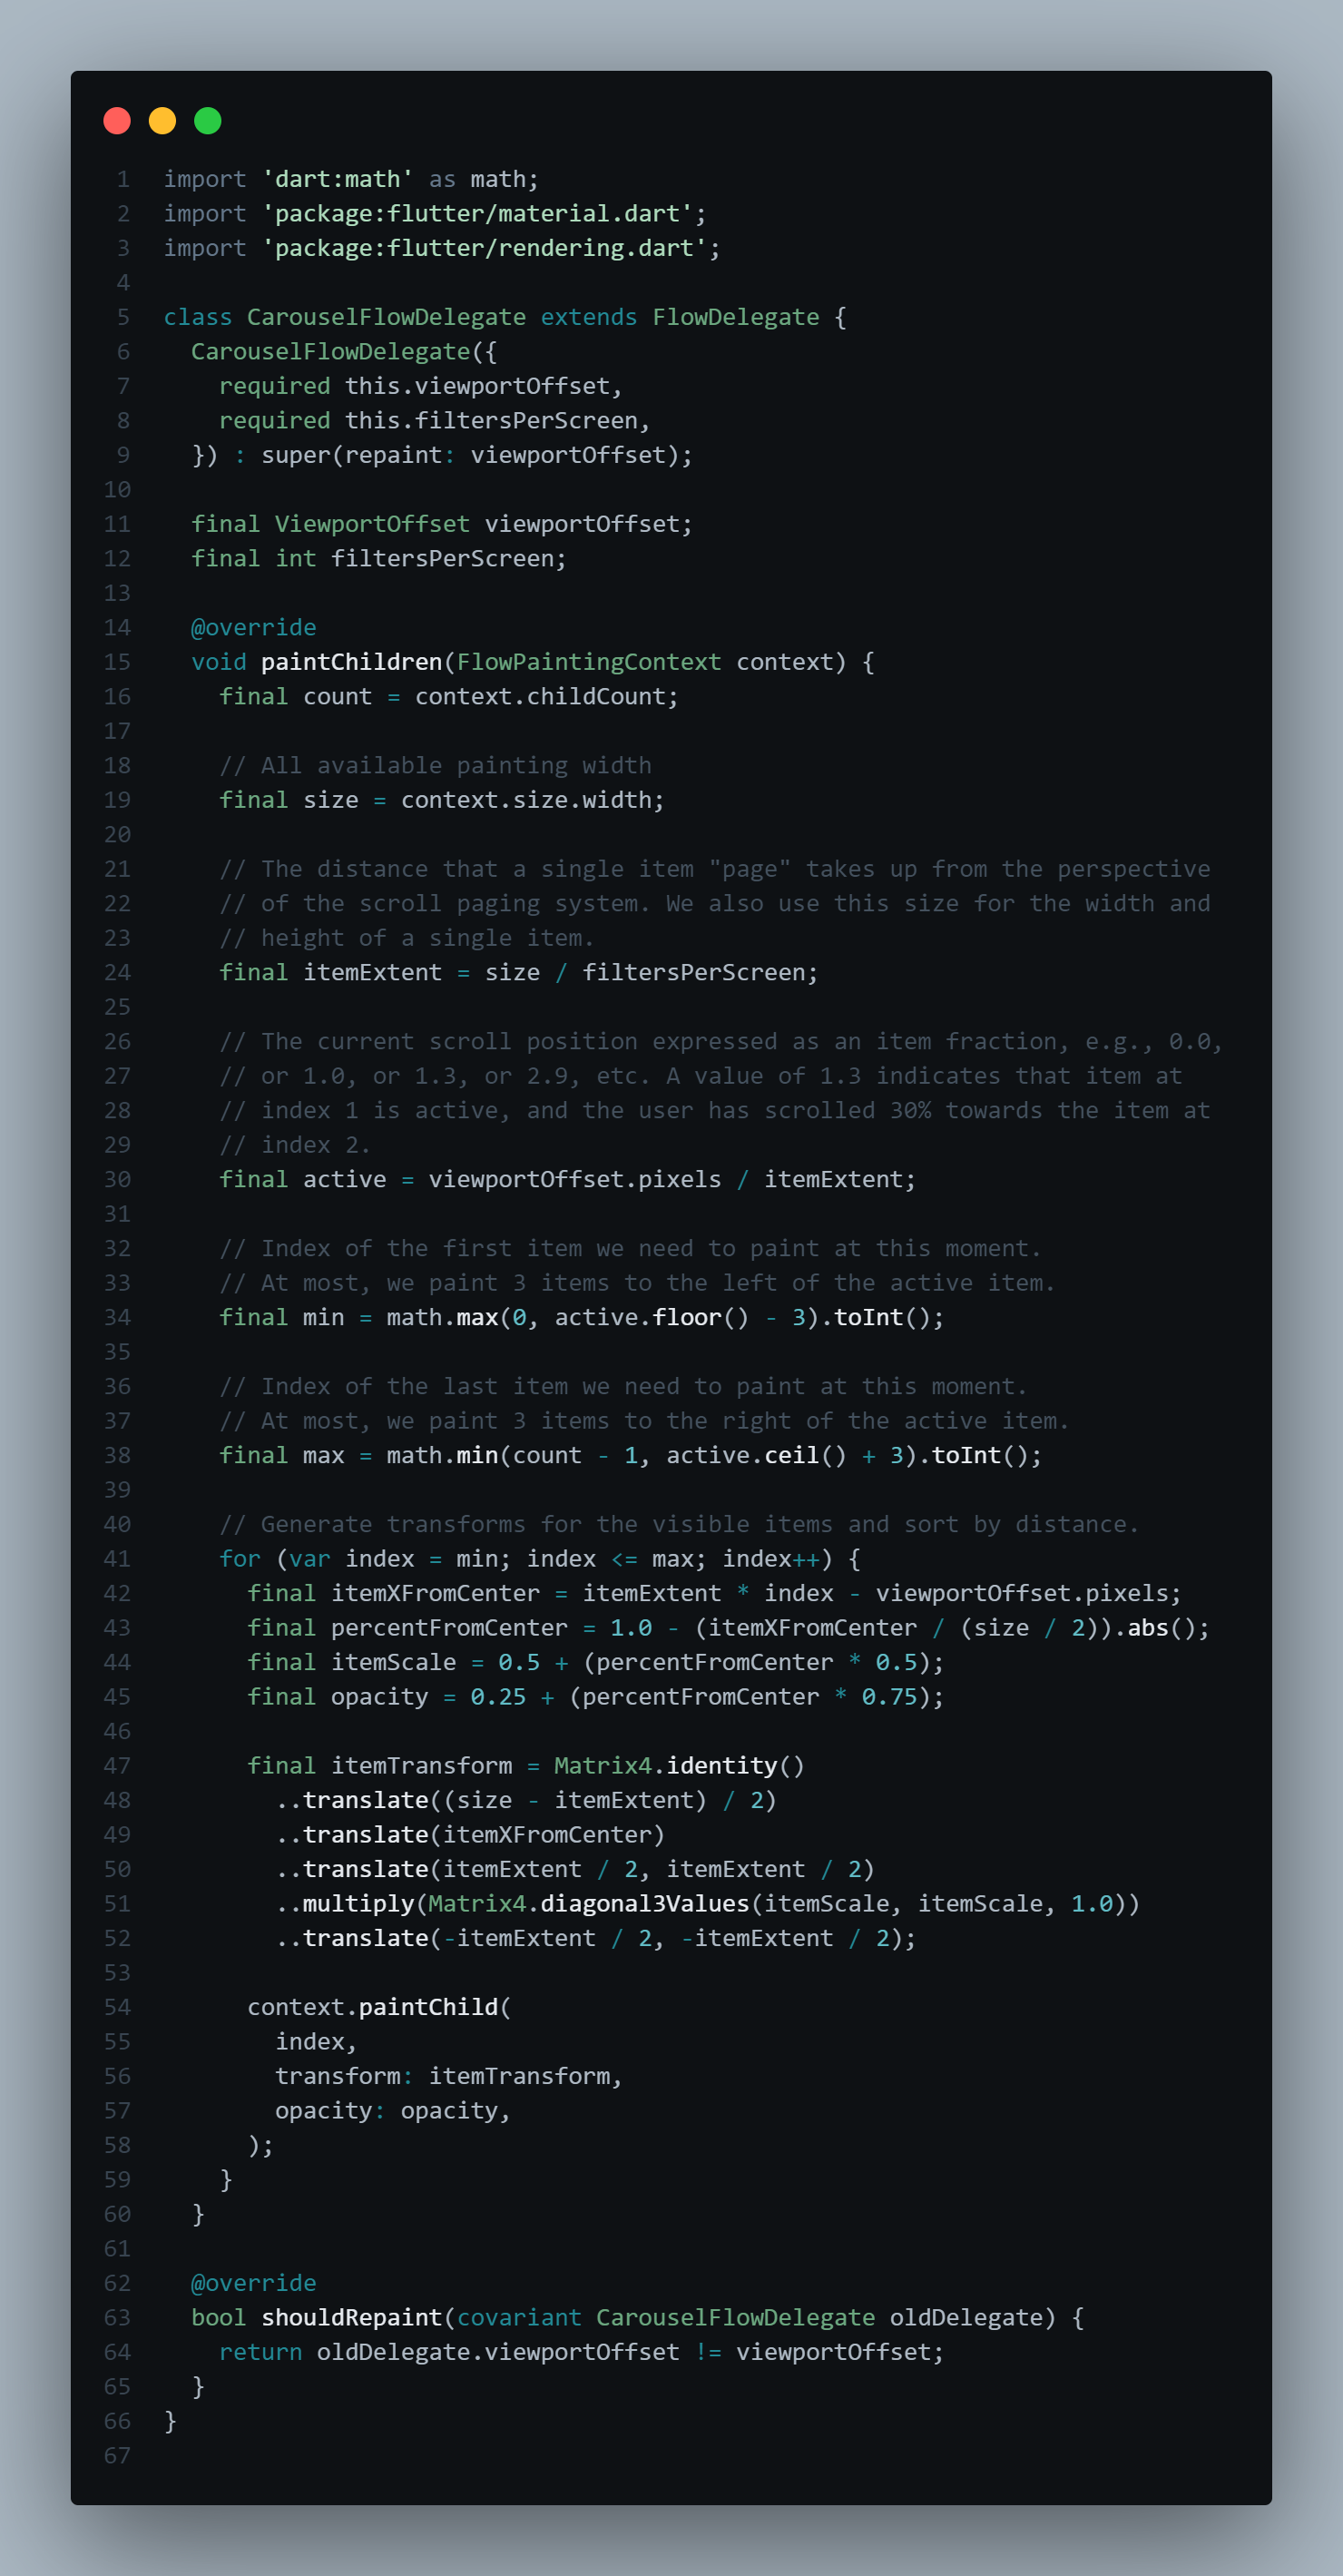 1 import 'dart:math' as math;
2 import 'package:flutter/material.dart';
3 import 'package:flutter/rendering.dart';
4
5 class CarouselFlowDelegate extends FlowDelegate {
6   CarouselFlowDelegate({
7     required this.viewportOffset,
8     required this.filtersPerScreen,
9   }) : super(repaint: viewportOffset);
10
11   final ViewportOffset viewportOffset;
12   final int filtersPerScreen;
13
14   @override
15   void paintChildren(FlowPaintingContext context) {
16     final count = context.childCount;
17
18     // All available painting width
19     final size = context.size.width;
20
21     // The distance that a single item "page" takes up from the perspective
22     // of the scroll paging system. We also use this size for the width and
23     // height of a single item.
24     final itemExtent = size / filtersPerScreen;
25
26     // The current scroll position expressed as an item fraction, e.g., 0.0,
27     // or 1.0, or 1.3, or 2.9, etc. A value of 1.3 indicates that item at
28     // index 1 is active, and the user has scrolled 30% towards the item at
29     // index 2.
30     final active = viewportOffset.pixels / itemExtent;
31
32     // Index of the first item we need to paint at this moment.
33     // At most, we paint 3 items to the left of the active item.
34     final min = math.max(0, active.floor() - 3).toInt();
35
36     // Index of the last item we need to paint at this moment.
37     // At most, we paint 3 items to the right of the active item.
38     final max = math.min(count - 1, active.ceil() + 3).toInt();
39
40     // Generate transforms for the visible items and sort by distance.
41     for (var index = min; index <= max; index++) {
42       final itemXFromCenter = itemExtent * index - viewportOffset.pixels;
43       final percentFromCenter = 1.0 - (itemXFromCenter / (size / 2)).abs();
44       final itemScale = 0.5 + (percentFromCenter * 0.5);
45       final opacity = 0.25 + (percentFromCenter * 0.75);
46
47       final itemTransform = Matrix4.identity()
48         ..translate((size - itemExtent) / 2)
49         ..translate(itemXFromCenter)
50         ..translate(itemExtent / 2, itemExtent / 2)
51         ..multiply(Matrix4.diagonal3Values(itemScale, itemScale, 1.0))
52         ..translate(-itemExtent / 2, -itemExtent / 2);
53
54       context.paintChild(
55         index,
56         transform: itemTransform,
57         opacity: opacity,
58       );
59     }
60   }
61
62   @override
63   bool shouldRepaint(covariant CarouselFlowDelegate oldDelegate) {
64     return oldDelegate.viewportOffset != viewportOffset;
65   }
66 }
67